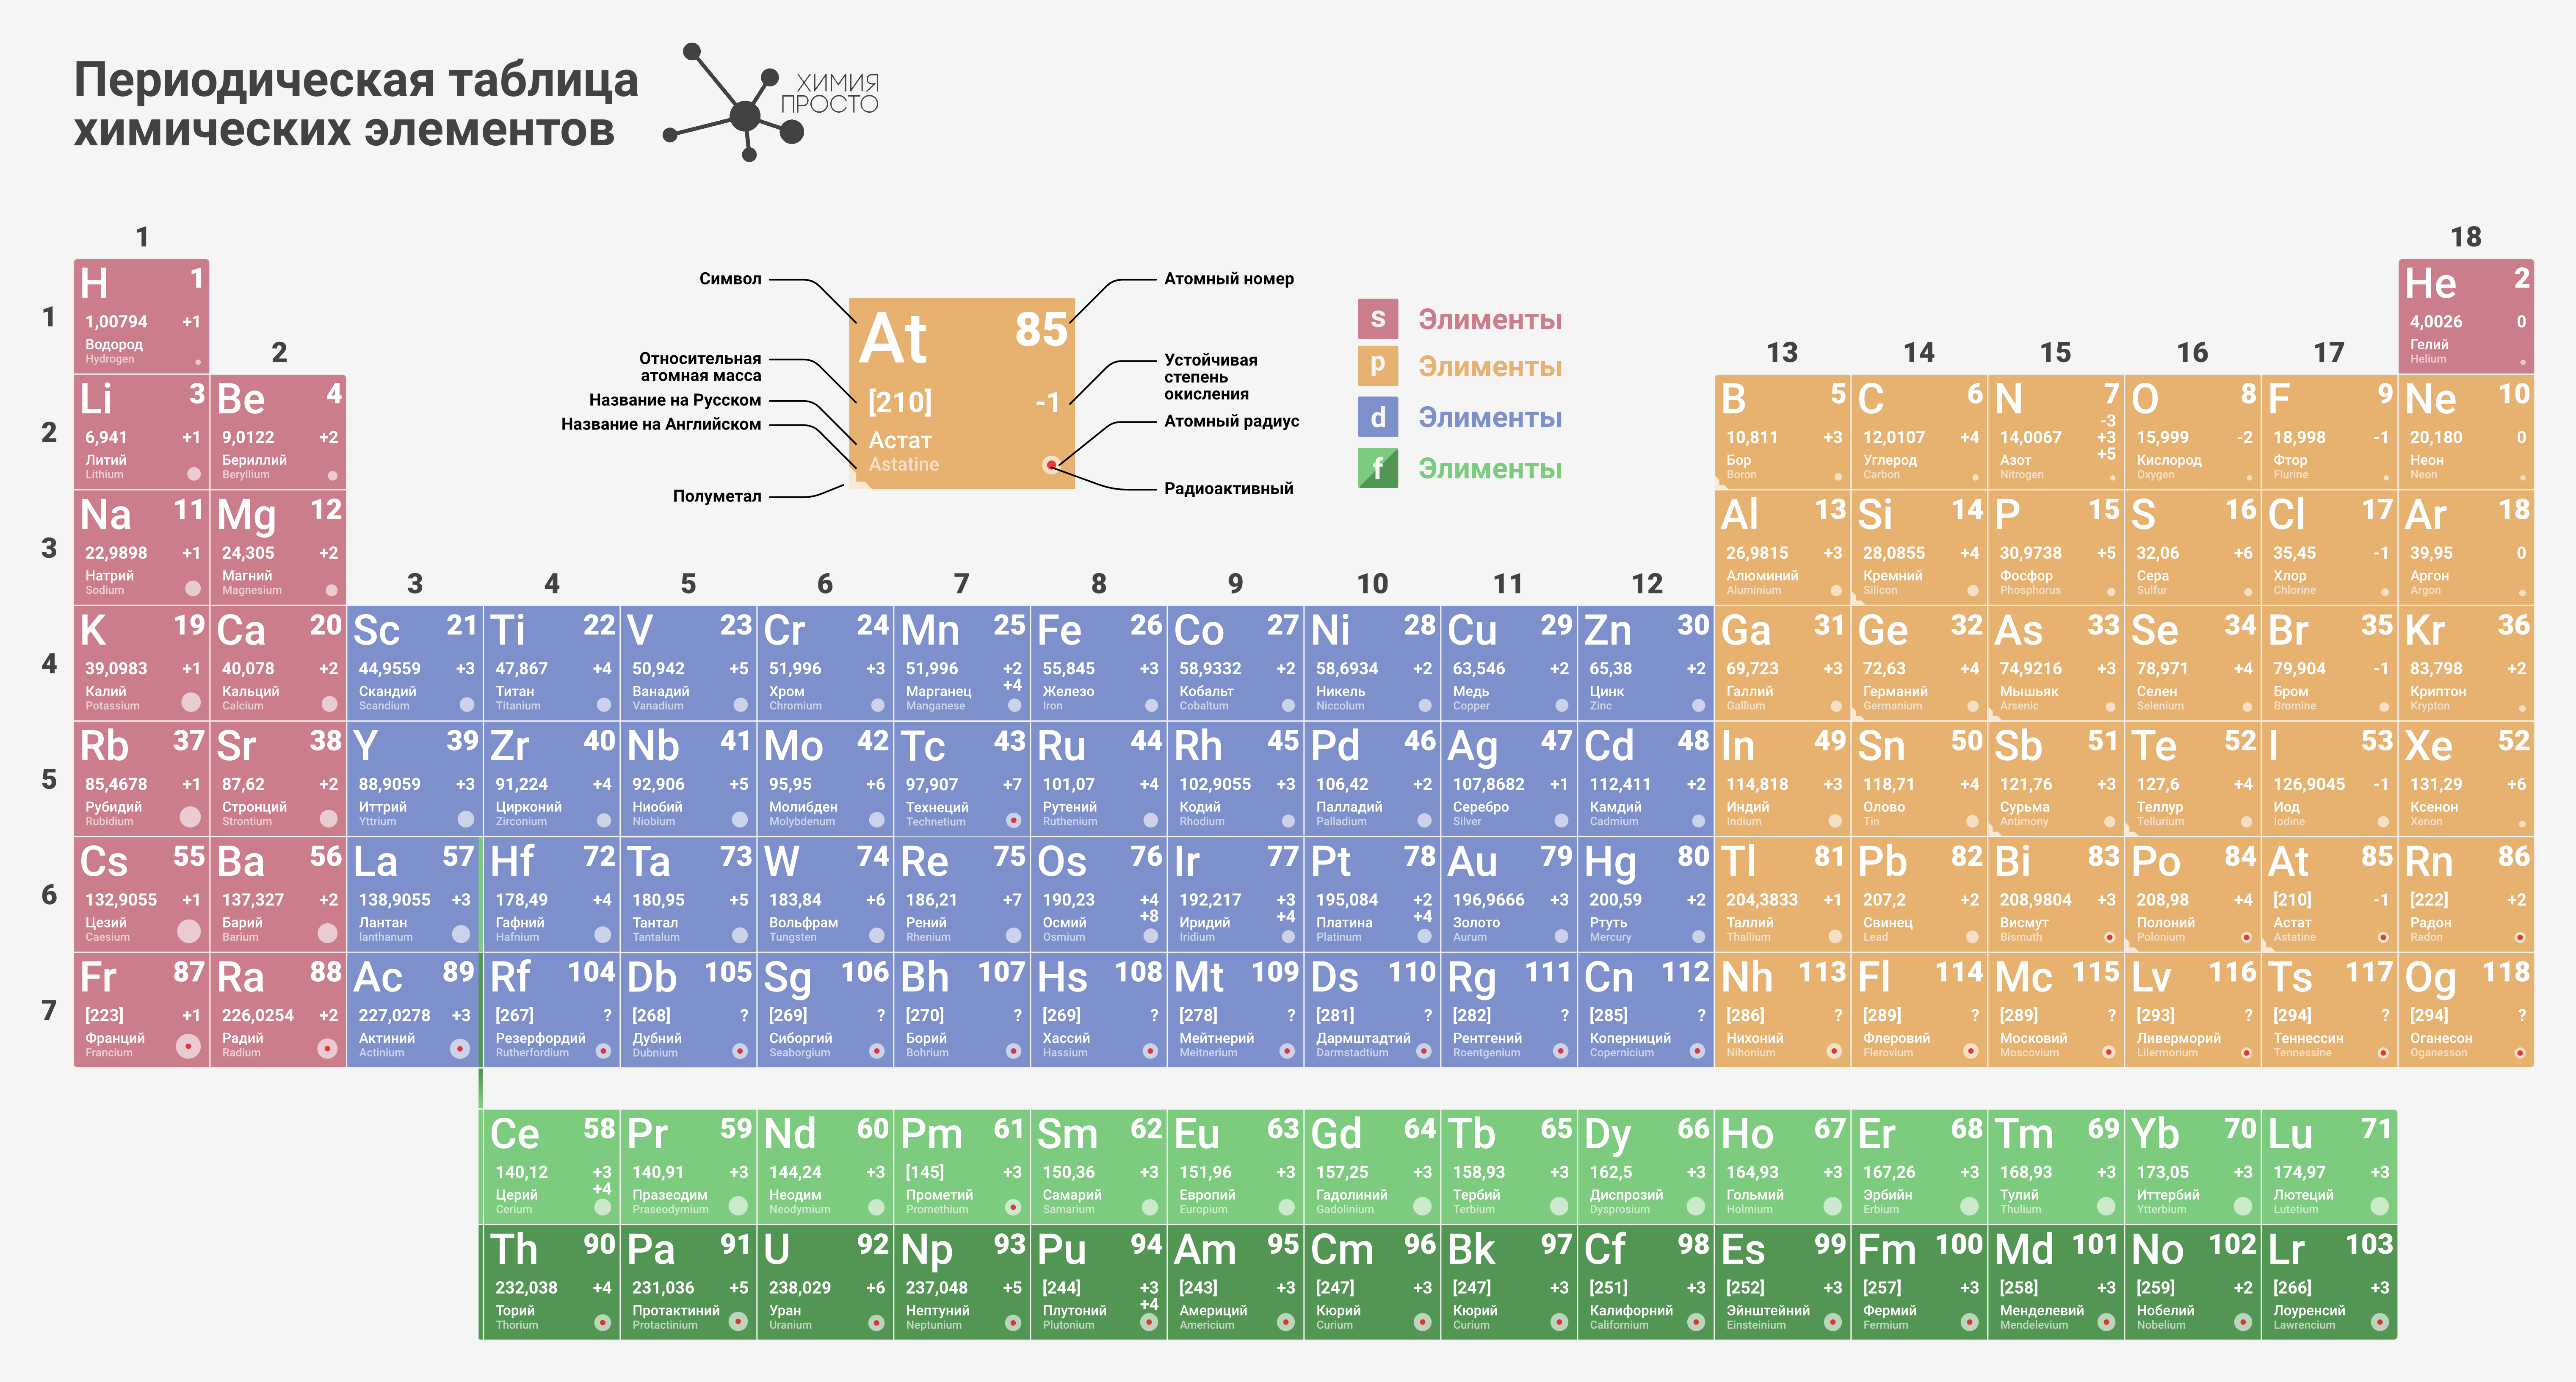 Периодическая таблица
химических элементов
ХИМИЯ
ПРОСТО
1
18
Символ
Относительная
атомная масса
Название на Русском
Название на Английском
Полуметал
At 85
[210] -1
Астат
Astatine
Атомный номер
Устойчивая
степень
окисления
Атомный радиус
Радиоактивный
s Элименты
p Элименты
d Элименты
f Элименты
1
H 1
1,00794 +1
Водород
Hydrogen
He 2
4,0026 0
Гелий
Helium
2
13 14 15 16 17
2
Li 3
6,941 +1
Литий
Lithium
Be 4
9,0122 +2
Бериллий
Beryllium
B 5
10,811 +3
Бор
Boron
C 6
12,0107 +4
Углерод
Carbon
N 7
-3
14,0067 +3
+5
Азот
Nitrogen
O 8
15,999 -2
Кислород
Oxygen
F 9
18,998 -1
Фтор
Flurine
Ne 10
20,180 0
Неон
Neon
3
Na 11
22,9898 +1
Натрий
Sodium
Mg 12
24,305 +2
Магний
Magnesium
Al 13
26,9815 +3
Алюминий
Aluminium
Si 14
28,0855 +4
Кремний
Silicon
P 15
30,9738 +5
Фосфор
Phosphorus
S 16
32,06 +6
Сера
Sulfur
Cl 17
35,45 -1
Хлор
Chlorine
Ar 18
39,95 0
Аргон
Argon
3 4 5 6 7 8 9 10 11 12
4
K 19
39,0983 +1
Калий
Potassium
Ca 20
40,078 +2
Кальций
Calcium
Sc 21
44,9559 +3
Скандий
Scandium
Ti 22
47,867 +4
Титан
Titanium
V 23
50,942 +5
Ванадий
Vanadium
Cr 24
51,996 +3
Хром
Chromium
Mn 25
51,996 +2
+4
Марганец
Manganese
Fe 26
55,845 +3
Железо
Iron
Co 27
58,9332 +2
Кобальт
Cobaltum
Ni 28
58,6934 +2
Никель
Niccolum
Cu 29
63,546 +2
Медь
Copper
Zn 30
65,38 +2
Цинк
Zinc
Ga 31
69,723 +3
Галлий
Gallium
Ge 32
72,63 +4
Германий
Germanium
As 33
74,9216 +3
Мышьяк
Arsenic
Se 34
78,971 +4
Селен
Selenium
Br 35
79,904 -1
Бром
Bromine
Kr 36
83,798 +2
Криптон
Krypton
5
Rb 37
85,4678 +1
Рубидий
Rubidium
Sr 38
87,62 +2
Стронций
Strontium
Y 39
88,9059 +3
Иттрий
Yttrium
Zr 40
91,224 +4
Цирконий
Zirconium
Nb 41
92,906 +5
Ниобий
Niobium
Mo 42
95,95 +6
Молибден
Molybdenum
Tc 43
97,907 +7
Технеций
Technetium
Ru 44
101,07 +4
Рутений
Ruthenium
Rh 45
102,9055 +3
Кодий
Rhodium
Pd 46
106,42 +2
Палладий
Palladium
Ag 47
107,8682 +1
Серебро
Silver
Cd 48
112,411 +2
Камдий
Cadmium
In 49
114,818 +3
Индий
Indium
Sn 50
118,71 +4
Олово
Tin
Sb 51
121,76 +3
Сурьма
Antimony
Te 52
127,6 +4
Теллур
Tellurium
I 53
126,9045 -1
Иод
Iodine
Xe 52
131,29 +6
Ксенон
Xenon
6
Cs 55
132,9055 +1
Цезий
Caesium
Ba 56
137,327 +2
Барий
Barium
La 57
138,9055 +3
Лантан
lanthanum
Hf 72
178,49 +4
Гафний
Hafnium
Ta 73
180,95 +5
Тантал
Tantalum
W 74
183,84 +6
Вольфрам
Tungsten
Re 75
186,21 +7
Рений
Rhenium
Os 76
190,23 +4
+8
Осмий
Osmium
Ir 77
192,217 +3
+4
Иридий
Iridium
Pt 78
195,084 +2
+4
Платина
Platinum
Au 79
196,9666 +3
Золото
Aurum
Hg 80
200,59 +2
Ртуть
Mercury
Tl 81
204,3833 +1
Таллий
Thallium
Pb 82
207,2 +2
Свинец
Lead
Bi 83
208,9804 +3
Висмут
Bismuth
Po 84
208,98 +4
Полоний
Polonium
At 85
[210] -1
Астат
Astatine
Rn 86
[222] +2
Радон
Radon
7
Fr 87
[223] +1
Франций
Francium
Ra 88
226,0254 +2
Радий
Radium
Ac 89
227,0278 +3
Актиний
Actinium
Rf 104
[267] ?
Резерфордий
Rutherfordium
Db 105
[268] ?
Дубний
Dubnium
Sg 106
[269] ?
Сиборгий
Seaborgium
Bh 107
[270] ?
Борий
Bohrium
Hs 108
[269] ?
Хассий
Hassium
Mt 109
[278] ?
Мейтнерий
Meitnerium
Ds 110
[281] ?
Дармштадтий
Darmstadtium
Rg 111
[282] ?
Рентгений
Roentgenium
Cn 112
[285] ?
Коперниций
Copernicium
Nh 113
[286] ?
Нихоний
Nihonium
Fl 114
[289] ?
Флеровий
Flerovium
Mc 115
[289] ?
Московий
Moscovium
Lv 116
[293] ?
Ливерморий
Lilermorium
Ts 117
[294] ?
Теннессин
Tennessine
Og 118
[294] ?
Оганесон
Oganesson
Ce 58
140,12 +3
+4
Церий
Cerium
Pr 59
140,91 +3
Празеодим
Praseodymium
Nd 60
144,24 +3
Неодим
Neodymium
Pm 61
[145] +3
Прометий
Promethium
Sm 62
150,36 +3
Самарий
Samarium
Eu 63
151,96 +3
Европий
Europium
Gd 64
157,25 +3
Гадолиний
Gadolinium
Tb 65
158,93 +3
Тербий
Terbium
Dy 66
162,5 +3
Диспрозий
Dysprosium
Ho 67
164,93 +3
Гольмий
Holmium
Er 68
167,26 +3
Эрбийн
Erbium
Tm 69
168,93 +3
Тулий
Thulium
Yb 70
173,05 +3
Иттербий
Ytterbium
Lu 71
174,97 +3
Лютеций
Lutetium
Th 90
232,038 +4
Торий
Thorium
Pa 91
231,036 +5
Протактиний
Protactinium
U 92
238,029 +6
Уран
Uranium
Np 93
237,048 +5
Нептуний
Neptunium
Pu 94
[244] +3
+4
Плутоний
Plutonium
Am 95
[243] +3
Америций
Americium
Cm 96
[247] +3
Кюрий
Curium
Bk 97
[247] +3
Кюрий
Curium
Cf 98
[251] +3
Калифорний
Californium
Es 99
[252] +3
Эйнштейний
Einsteinium
Fm 100
[257] +3
Фермий
Fermium
Md 101
[258] +3
Менделевий
Mendelevium
No 102
[259] +2
Нобелий
Nobelium
Lr 103
[266] +3
Лоуренсий
Lawrencium